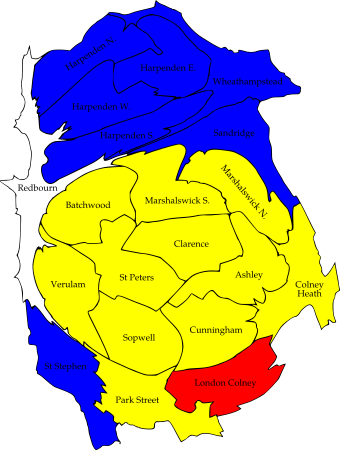 Harpenden N.
Harpenden E.
Wheathampstead
Harpenden W.
Harpenden S.
Sandridge
Redbourn
Marshalswick N.
Batchwood
Marshalswick S.
Clarence
St Peters
Ashley
Verulam
Colney
Heath
Sopwell
Cunningham
St Stephen
London Colney
Park Street